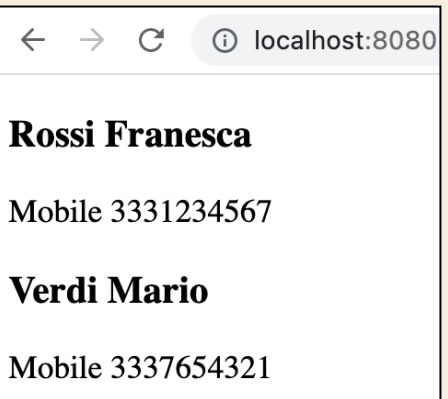 localhost:8080
Rossi Franesca
Mobile 3331234567
Verdi Mario
Mobile 3337654321